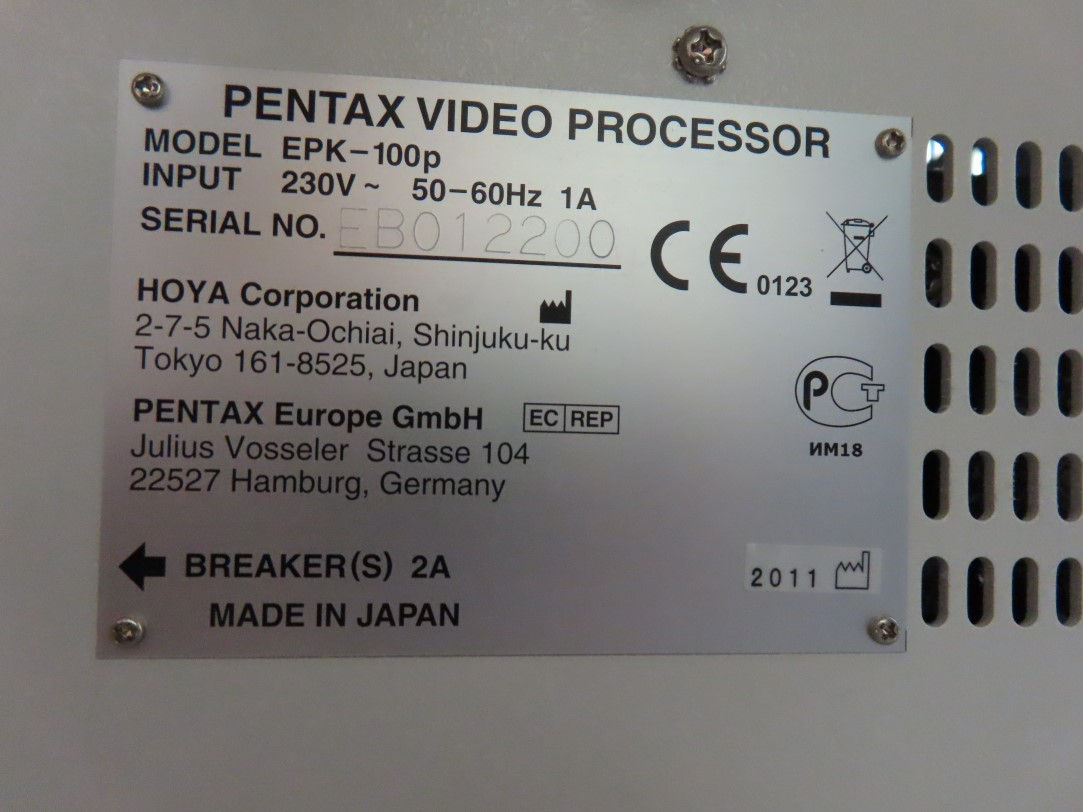 PENTAX VIDEO PROCESSOR
MODEL EPK-100p
INPUT 230V~ 50-60Hz 1A
SERIAL NO. EB012200
CE 0123
HOYA Corporation
2-7-5 Naka-Ochiai, Shinjuku-ku
Tokyo 161-8525, Japan
PENTAX Europe GmbH EC REP
Julius Vosseler Strasse 104
22527 Hamburg, Germany
РСТ
ИМ18
BREAKER(S) 2A
2011
MADE IN JAPAN